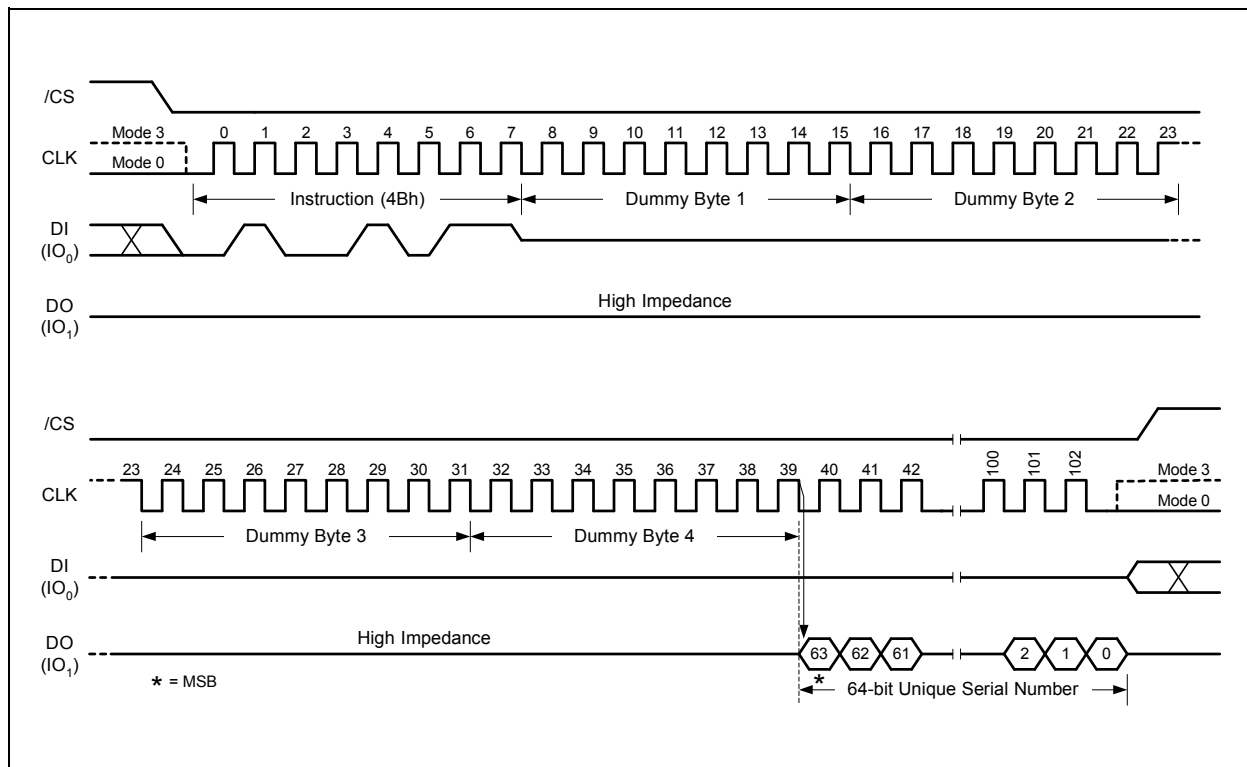 /CS
Mode 3
0 1 2 3 4 5 6 7 8 9 10 11 12 13 14 15 16 17 18 19 20 21 22 23
CLK
Mode 0
Instruction (4Bh) Dummy Byte 1 Dummy Byte 2
DI
(IO0)
High Impedance
DO
(IO1)
/CS
23 24 25 26 27 28 29 30 31 32 33 34 35 36 37 38 39 40 41 42 100 101 102
Mode 3
CLK
Mode 0
Dummy Byte 3 Dummy Byte 4
DI
(IO0)
High Impedance
DO
(IO1)
63 62 61 2 1 0
* = MSB
*
64-bit Unique Serial Number